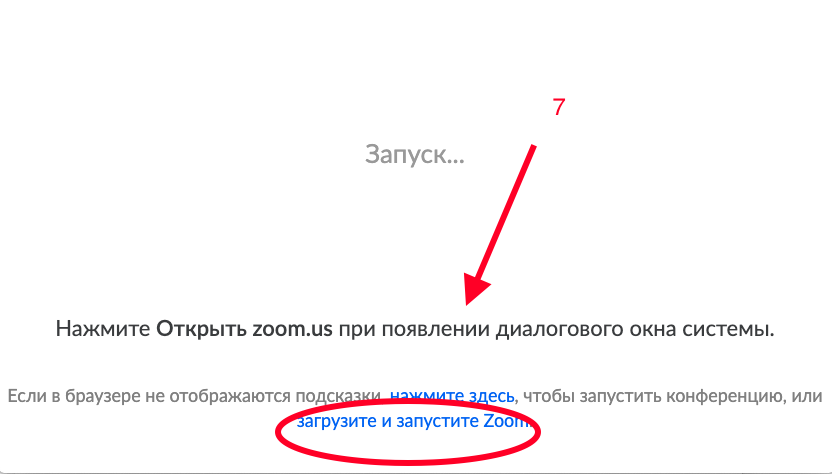 7
Запуск...
Нажмите Открыть zoom.us при появлении диалогового окна системы.
Если в браузере не отображаются подсказки, нажмите здесь, чтобы запустить конференцию, или
загрузите и запустите Zoom.